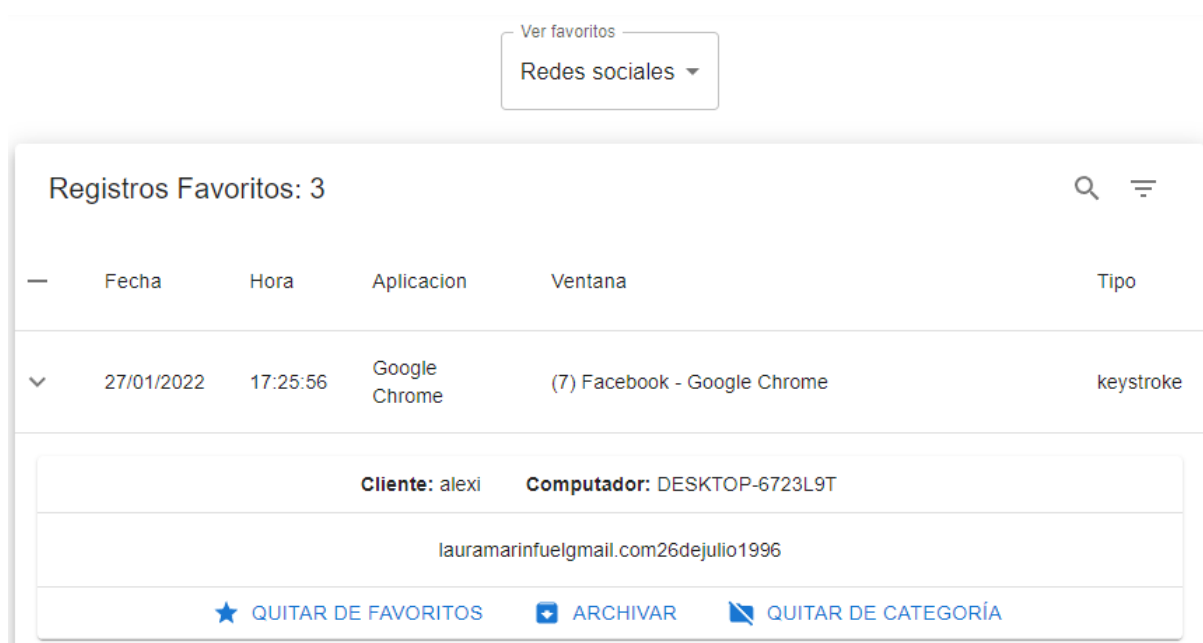 Ver favoritos
Redes sociales
Registros Favoritos: 3
Fecha Hora Aplicacion Ventana Tipo
27/01/2022 17:25:56 Google Chrome (7) Facebook - Google Chrome keystroke
Cliente: alexi Computador: DESKTOP-6723L9T
lauramarinfuelgmail.com26dejulio1996
QUITAR DE FAVORITOS ARCHIVAR QUITAR DE CATEGORÍA